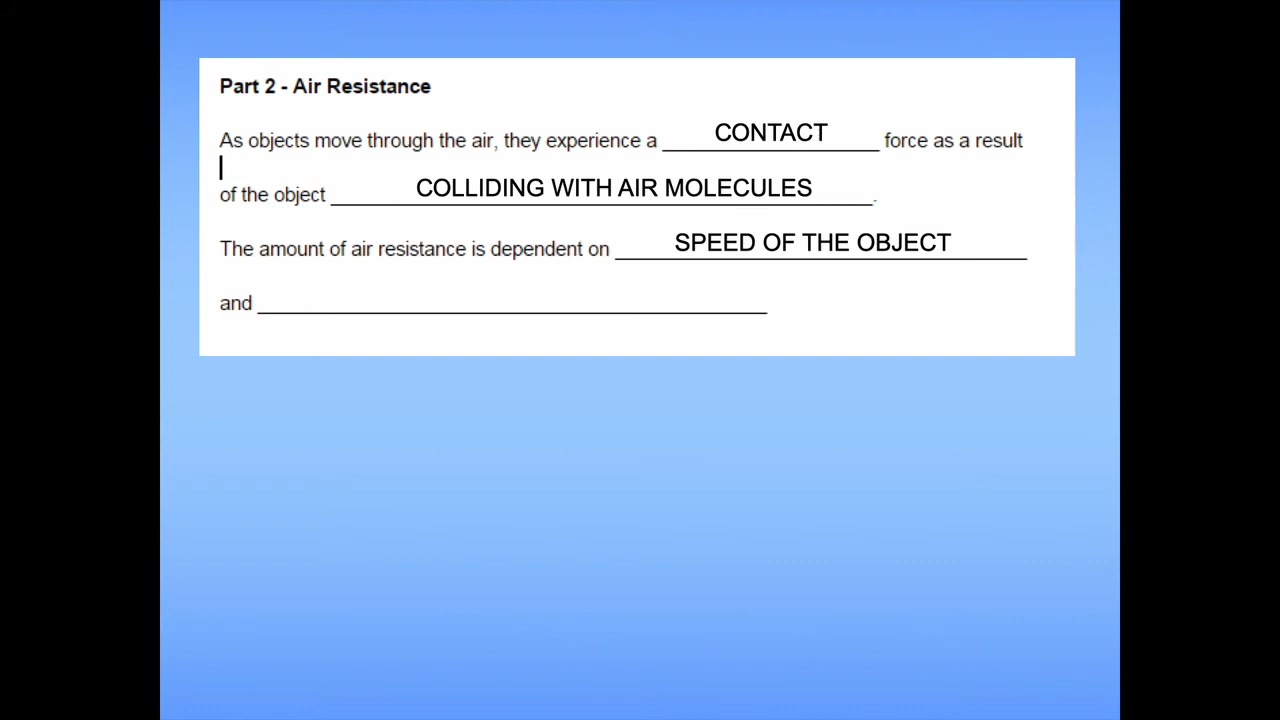 Part 2 - Air Resistance
As objects move through the air, they experience a CONTACT force as a result
of the object COLLIDING WITH AIR MOLECULES.
The amount of air resistance is dependent on SPEED OF THE OBJECT
and ______________________________